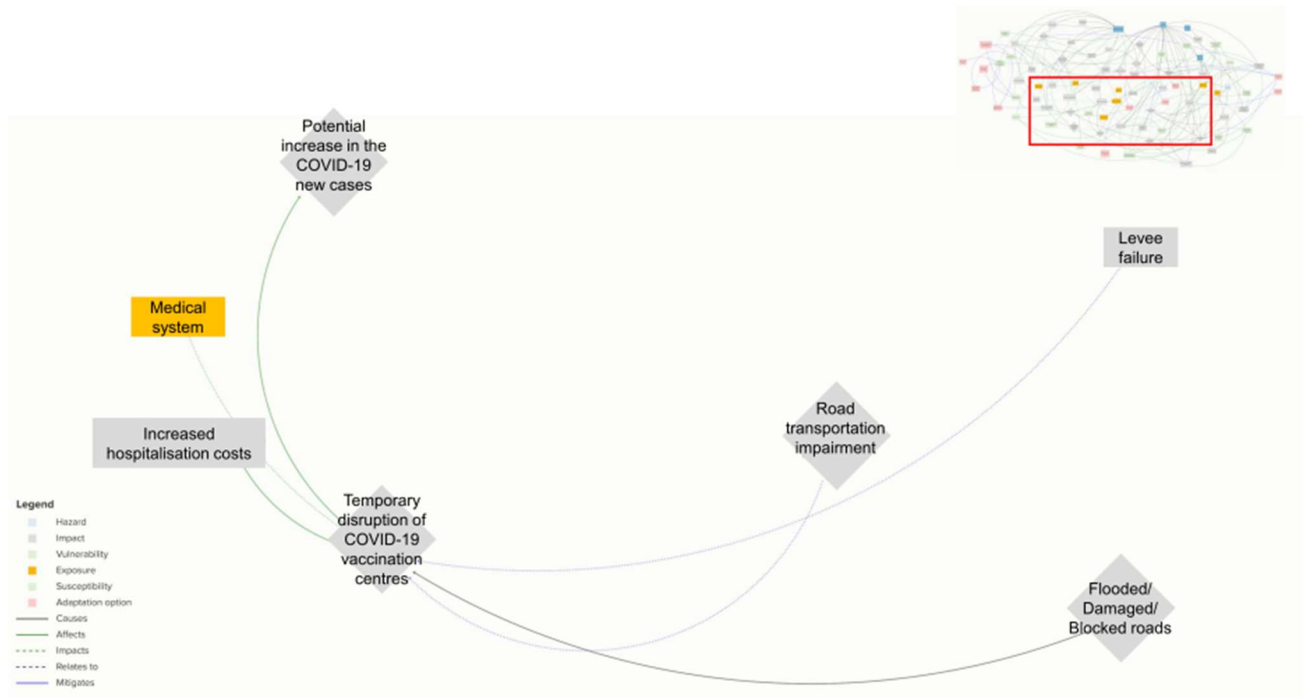 Potential
increase in the
COVID-19
new cases
Levee
failure
Medical
system
Road
transportation
impairment
Increased
hospitalisation costs
Temporary
disruption of
COVID-19
vaccination
centres
Flooded/
Damaged/
Blocked roads
Legend
Hazard
Impact
Vulnerability
Exposure
Susceptibility
Adaptation option
Causes
Affects
Impacts
Relates to
Mitigates